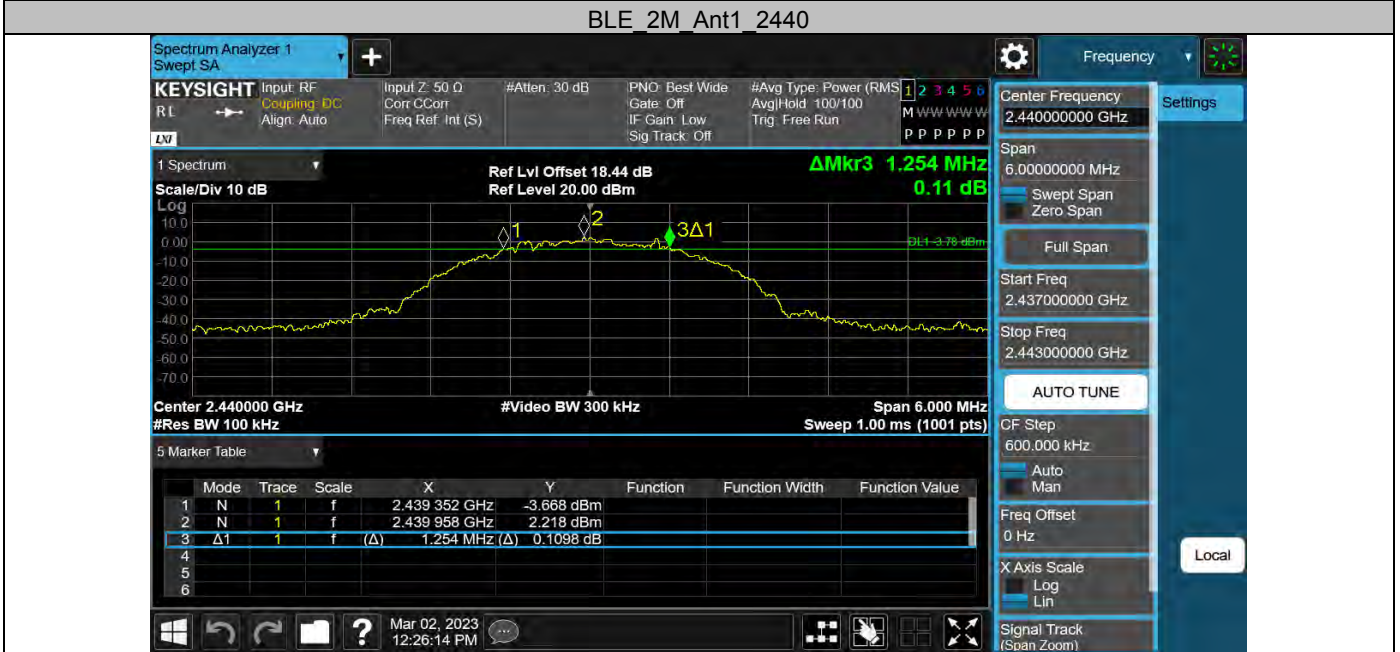 BLE_2M_Ant1_2440
Spectrum Analyzer 1
Swept SA
+
Frequency
KEYSIGHT
RL
LXI
Input: RF
Coupling: DC
Align: Auto
Input Z: 50 Ω
Corr CCorr
Freq Ref: Int (S)
#Atten: 30 dB
PNO: Best Wide
Gate: Off
IF Gain: Low
Sig Track: Off
#Avg Type: Power (RMS
Avg|Hold: 100/100
Trig: Free Run
1 2 3 4 5 6
M W W W W W
P P P P P P
Center Frequency
2.440000000 GHz
Settings
Span
6.00000000 MHz
Swept Span
Zero Span
Full Span
Start Freq
2.437000000 GHz
Stop Freq
2.443000000 GHz
AUTO TUNE
CF Step
600.000 kHz
Auto
Man
Freq Offset
0 Hz
X Axis Scale
Log
Lin
Signal Track
(Span Zoom)
Local
1 Spectrum
Scale/Div 10 dB
Ref Lvl Offset 18.44 dB
Ref Level 20.00 dBm
ΔMkr3 1.254 MHz
0.11 dB
Log
10.0
0.00
-10.0
-20.0
-30.0
-40.0
-50.0
-60.0
-70.0
1
2
3Δ1
DL1 -3.78 dBm
Center 2.440000 GHz
#Video BW 300 kHz
Span 6.000 MHz
#Res BW 100 kHz
Sweep 1.00 ms (1001 pts)
5 Marker Table
Mode Trace Scale X Y Function Function Width Function Value
1 N 1 f 2.439 352 GHz -3.668 dBm
2 N 1 f 2.439 958 GHz 2.218 dBm
3 Δ1 1 f (Δ) 1.254 MHz (Δ) 0.1098 dB
4
5
6
?
Mar 02, 2023
12:26:14 PM